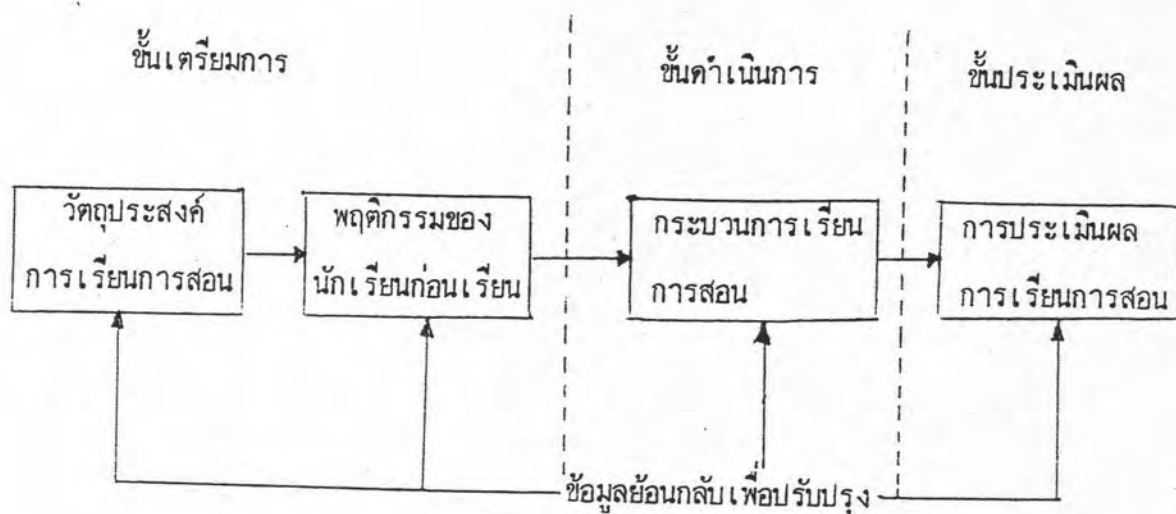 ขั้นเตรียมการ
ขั้นดำเนินการ
ขั้นประเมินผล
วัตถุประสงค์
การเรียนการสอน
พฤติกรรมของ
นักเรียนก่อนเรียน
กระบวนการเรียน
การสอน
การประเมินผล
การเรียนการสอน
ข้อมูลย้อนกลับเพื่อปรับปรุง